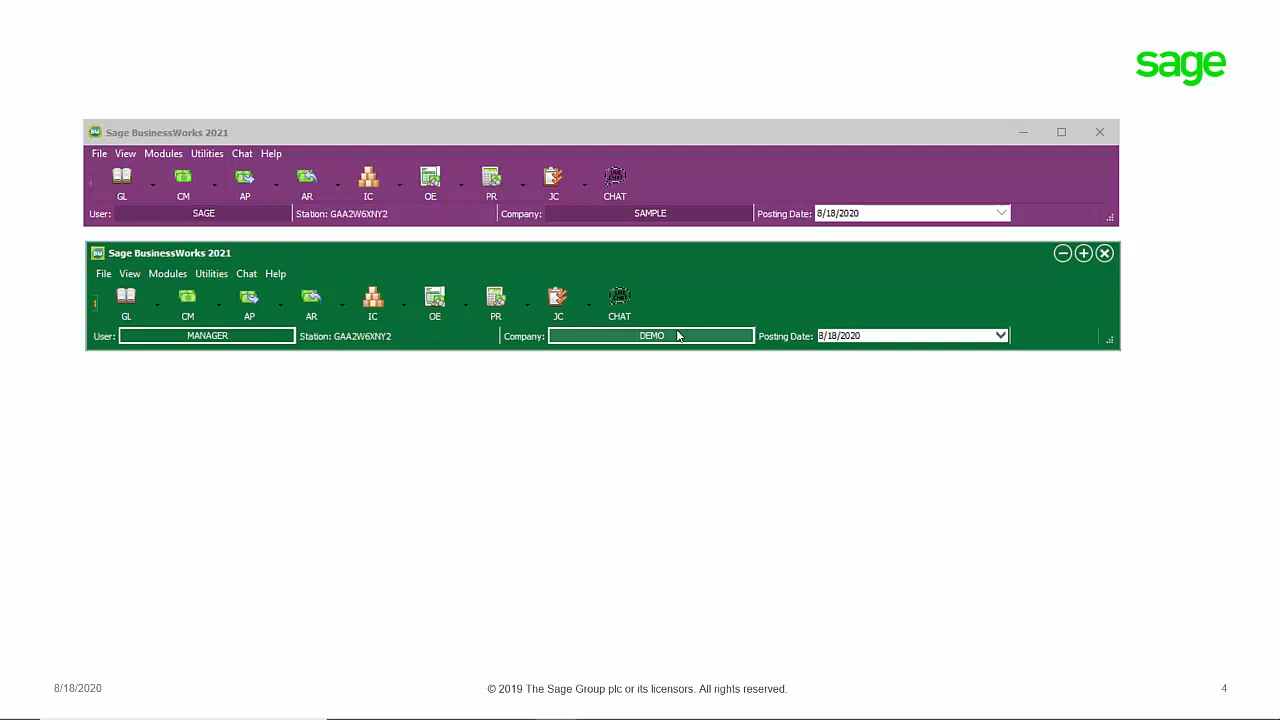 sage
Sage BusinessWorks 2021
File View Modules Utilities Chat Help
GL CM AP AR IC OE PR JC CHAT
User: SAGE Station: GAA2W6XNY2 Company: SAMPLE Posting Date: 8/18/2020
Sage BusinessWorks 2021
File View Modules Utilities Chat Help
GL CM AP AR IC OE PR JC CHAT
User: MANAGER Station: GAA2W6XNY2 Company: DEMO Posting Date: 8/18/2020
8/18/2020 © 2019 The Sage Group plc or its licensors. All rights reserved. 4